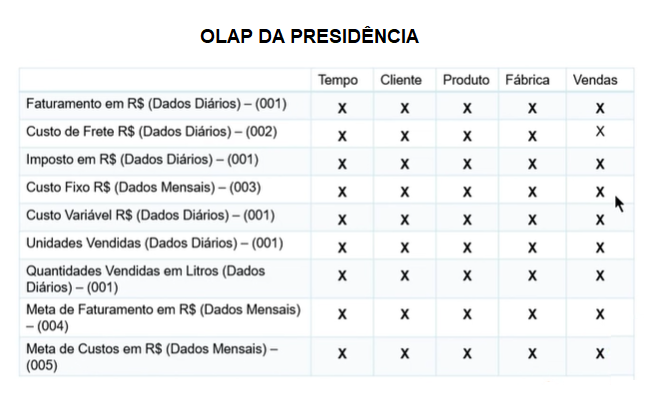 OLAP DA PRESIDÊNCIA
Tempo Cliente Produto Fábrica Vendas
Faturamento em R$ (Dados Diários) – (001) X X X X X
Custo de Frete R$ (Dados Diários) – (002) X X X X X
Imposto em R$ (Dados Diários) – (001) X X X X X
Custo Fixo R$ (Dados Mensais) – (003) X X X X X
Custo Variável R$ (Dados Diários) – (001) X X X X X
Unidades Vendidas (Dados Diários) – (001) X X X X X
Quantidades Vendidas em Litros (Dados
Diários) – (001) X X X X X
Meta de Faturamento em R$ (Dados Mensais)
– (004) X X X X X
Meta de Custos em R$ (Dados Mensais) –
(005) X X X X X